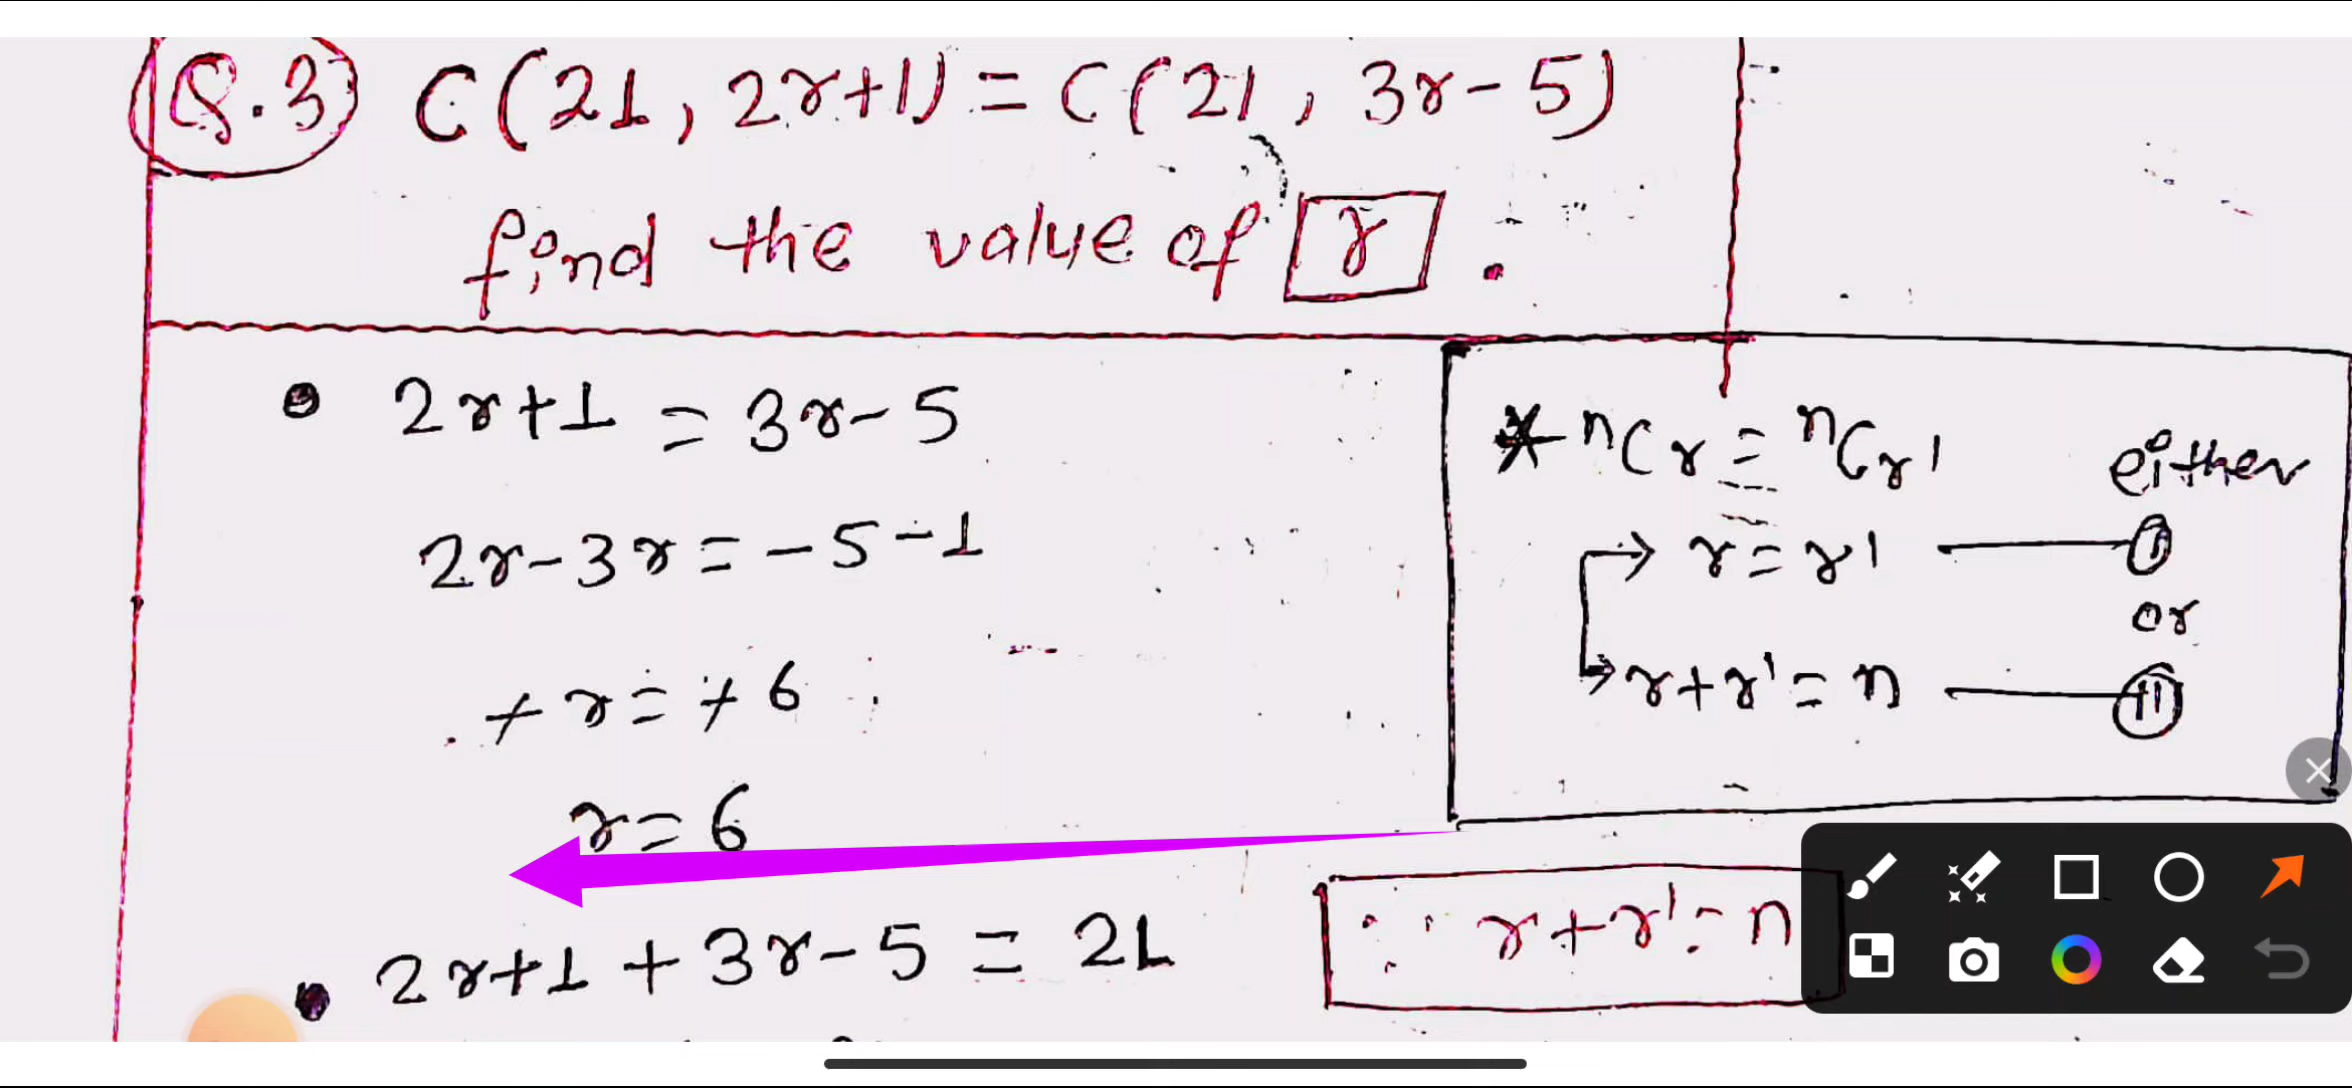 Q.3) C(21, 2r+1) = C(21, 3r-5)
find the value of r.
• 2r+1 = 3r-5
2r-3r = -5-1
+r = +6
r = 6
• 2r+1 + 3r-5 = 21
* nCr = nCr' either
→ r = r' — (i)
or
→ r+r' = n — (ii)
∵ r+r' = n